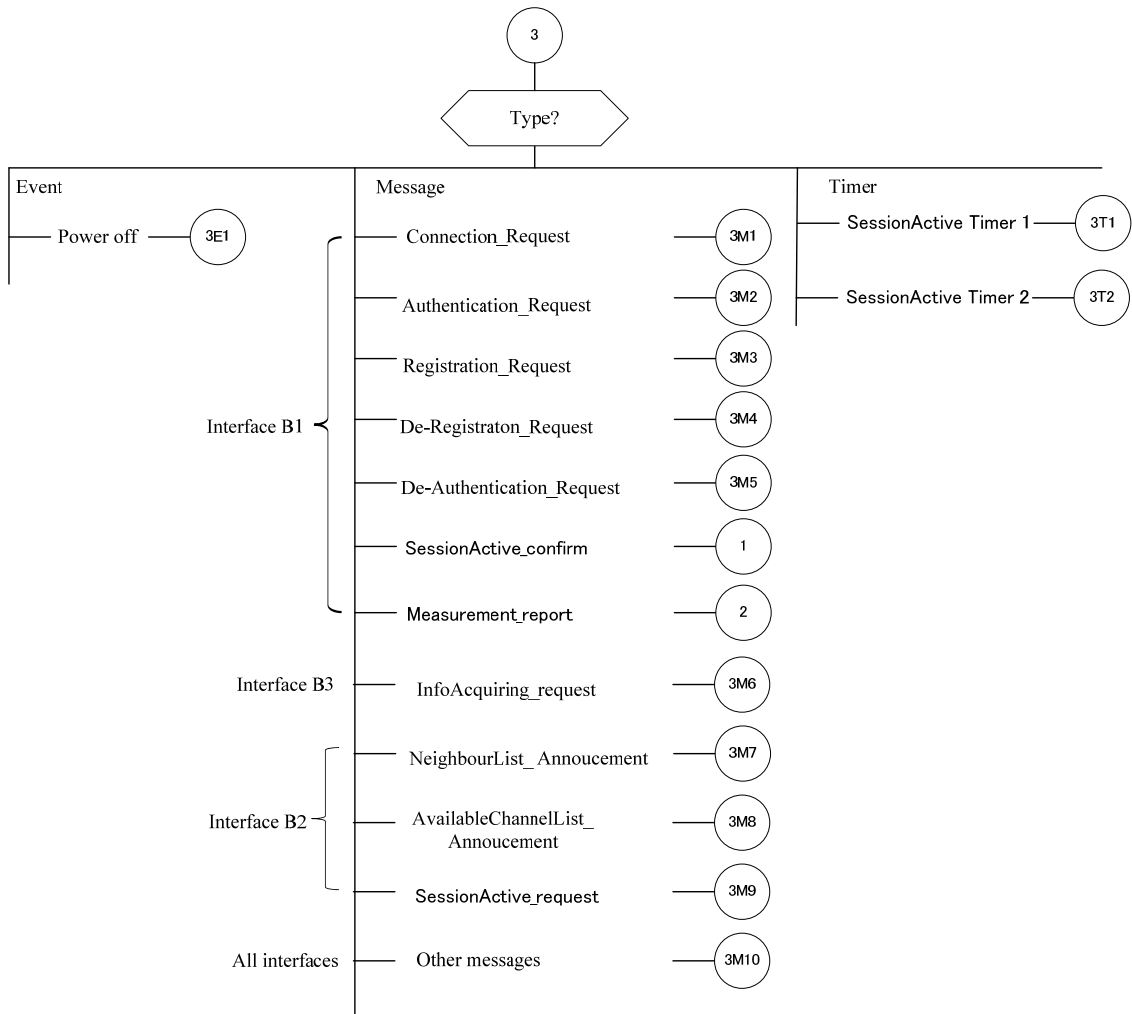 3
Type?
Event
Power off
3E1
Message
Interface B1
Connection_Request
3M1
Authentication_Request
3M2
Registration_Request
3M3
De-Registraton_Request
3M4
De-Authentication_Request
3M5
SessionActive_confirm
1
Measurement_report
2
Interface B3
InfoAcquiring_request
3M6
Interface B2
NeighbourList_ Annoucement
3M7
AvailableChannelList_
Annoucement
3M8
SessionActive_request
3M9
All interfaces
Other messages
3M10
Timer
SessionActive Timer 1
3T1
SessionActive Timer 2
3T2